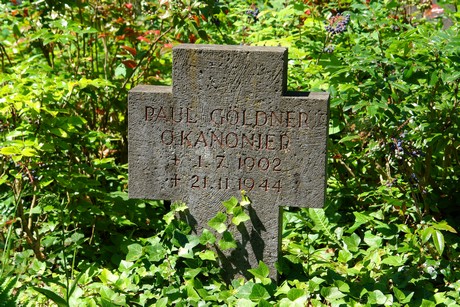 PAUL GOLDNER
O.KANONIER
† 1.7.1902
† 21.11.1944